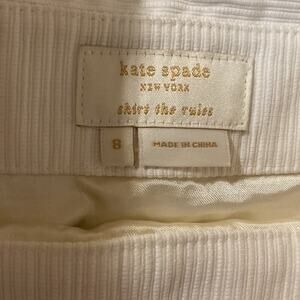 kate spade
NEW YORK
skirt the rules
8
MADE IN CHINA